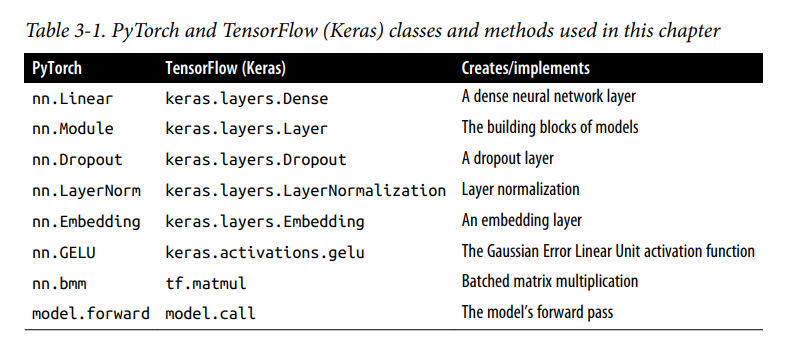 Table 3-1. PyTorch and TensorFlow (Keras) classes and methods used in this chapter
PyTorch TensorFlow (Keras) Creates/implements
nn.Linear keras.layers.Dense A dense neural network layer
nn.Module keras.layers.Layer The building blocks of models
nn.Dropout keras.layers.Dropout A dropout layer
nn.LayerNorm keras.layers.LayerNormalization Layer normalization
nn.Embedding keras.layers.Embedding An embedding layer
nn.GELU keras.activations.gelu The Gaussian Error Linear Unit activation function
nn.bmm tf.matmul Batched matrix multiplication
model.forward model.call The model’s forward pass